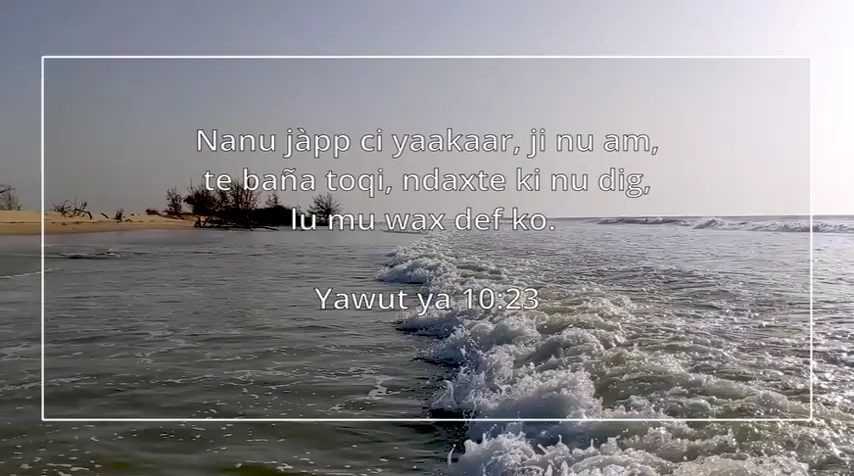 Nanu jàpp ci yaakaar, ji nu am,
te baña toqi, ndaxte ki nu dig,
lu mu wax def ko.
Yawut ya 10:23